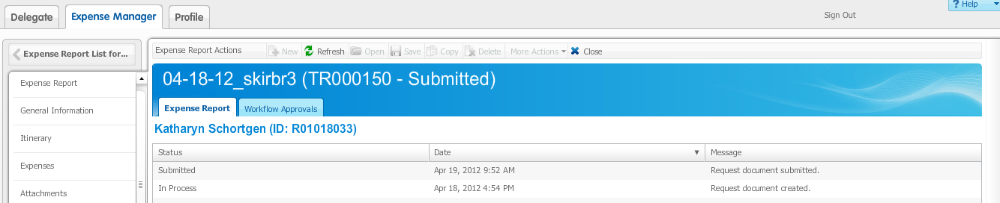 Delegate Expense Manager Profile Sign Out ? Help
Expense Report List for...
Expense Report Actions New Refresh Open Save Copy Delete More Actions Close
04-18-12_skirbr3 (TR000150 - Submitted)
Expense Report Workflow Approvals
Katharyn Schortgen (ID: R01018033)
Expense Report
General Information
Itinerary
Expenses
Attachments
Status Date Message
Submitted Apr 19, 2012 9:52 AM Request document submitted.
In Process Apr 18, 2012 4:54 PM Request document created.